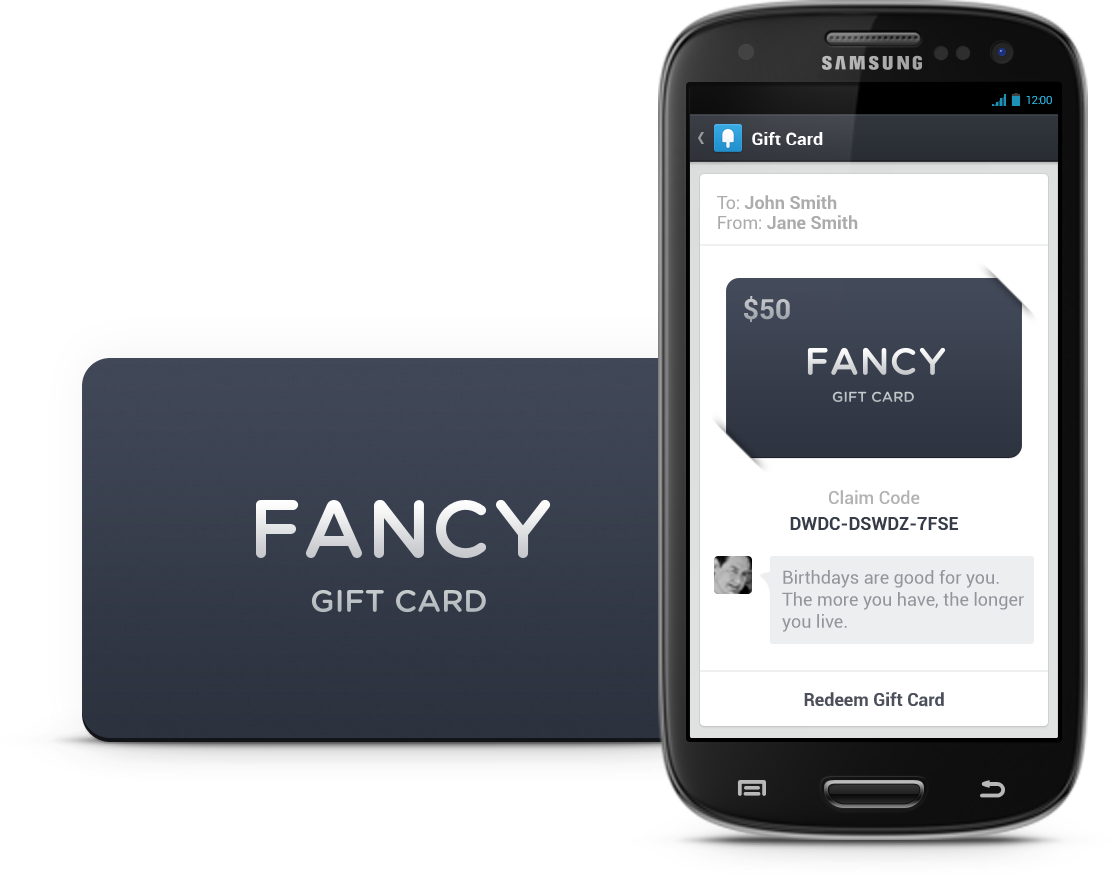 FANCY
GIFT CARD
SAMSUNG
12:00
Gift Card
To: John Smith
From: Jane Smith
$50
FANCY
GIFT CARD
Claim Code
DWDC-DSWDZ-7FSE
Birthdays are good for you.
The more you have, the longer
you live.
Redeem Gift Card